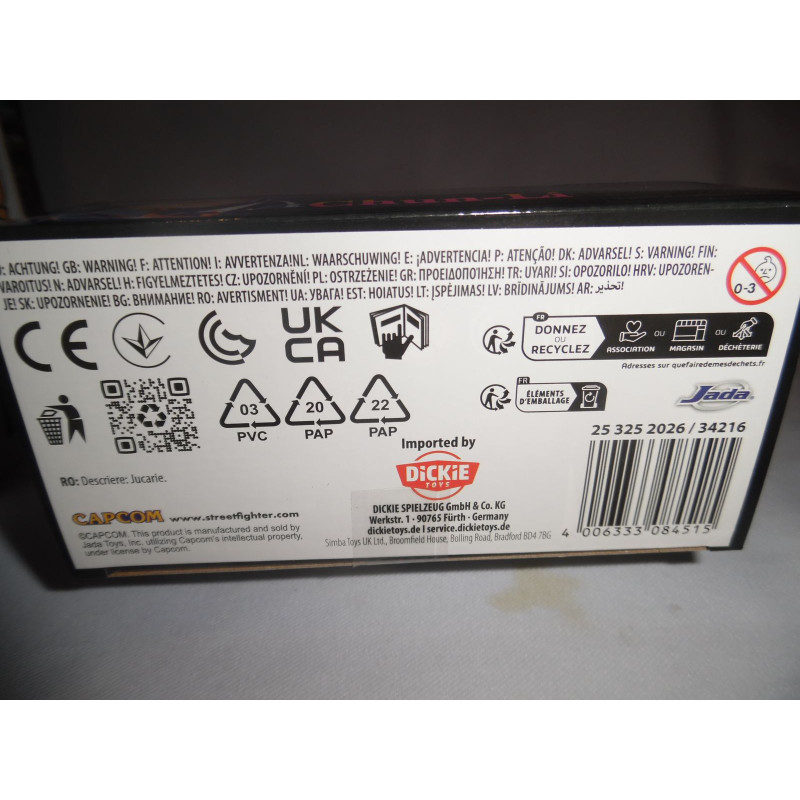 Chun-Li
ACHTUNG! GB: WARNING! F: ATTENTION! I: AVVERTENZA!NL: WAARSCHUWING! E: ¡ADVERTENCIA! P: ATENÇÃO! DK: ADVARSEL! S: VARNING! FIN:
VAROITUS! N: ADVARSEL! H: FIGYELMEZTETES! CZ: UPOZORNĚNÍ! PL: OSTRZEŻENIE! GR: ΠΡΟΕΙΔΟΠΟΙΗΣΗ! TR: UYARI! SI: OPOZORILO! HRV: UPOZOREN-
JE! SK: UPOZORNENIE! BG: ВНИМАНИЕ! RO: AVERTISMENT! UA: УВАГА! EST: HOIATUS! LT: ĮSPĖJIMAS! LV: BRĪDINĀJUMS! AR: تحذير!
0-3
CE
UK
CA
FR
DONNEZ
OU
RECYCLEZ
OU
OU
ASSOCIATION
MAGASIN
DÉCHÈTERIE
Adresses sur quefairedemesdechets.fr
FR
ÉLÉMENTS
D'EMBALLAGE
Jada
03
PVC
20
PAP
22
PAP
25 325 2026 / 34216
RO: Descriere: Jucarie.
Imported by
DICKIE
TOYS
CAPCOM www.streetfighter.com
©CAPCOM. This product is manufactured and sold by
Jada Toys, Inc. utilizing Capcom's intellectual property,
under license by Capcom.
DICKIE SPIELZEUG GmbH & Co. KG
Werkstr. 1 · 90765 Fürth · Germany
dickietoys.de I service.dickietoys.de
Simba Toys UK Ltd., Broomfield House, Bolling Road, Bradford BD4 7BG
4 006333 084515